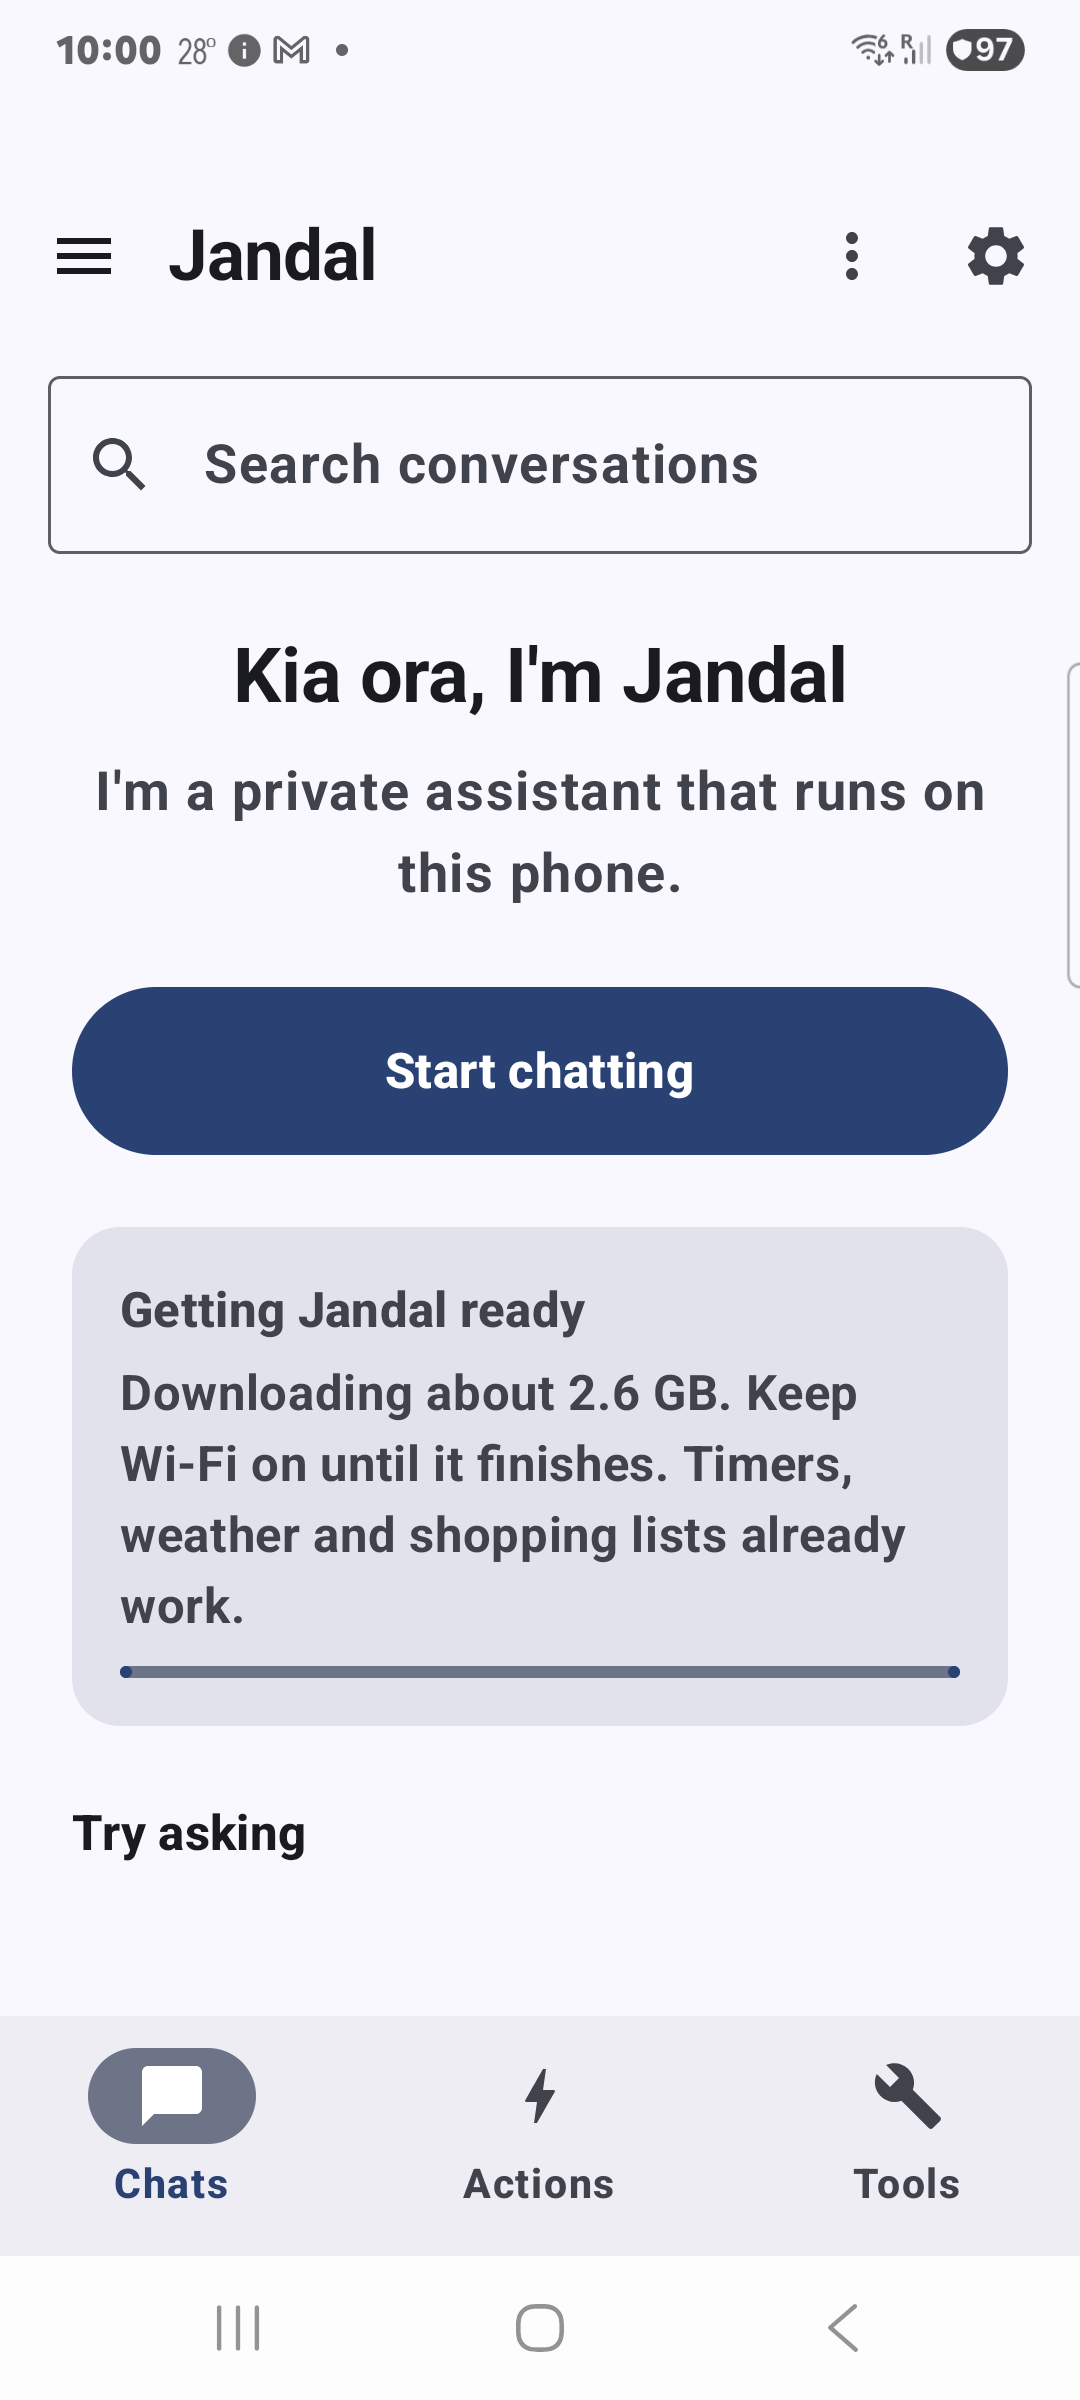 10:00 28°
R 97
Jandal
Search conversations
Kia ora, I'm Jandal
I'm a private assistant that runs on
this phone.
Start chatting
Getting Jandal ready
Downloading about 2.6 GB. Keep
Wi-Fi on until it finishes. Timers,
weather and shopping lists already
work.
Try asking
Chats Actions Tools